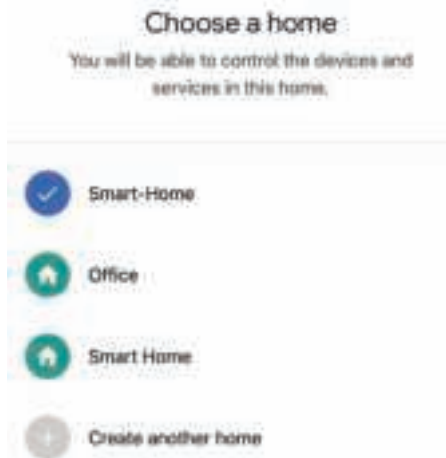 Choose a home
You will be able to control the devices and
services in this home.
Smart-Home
Office
Smart Home
Create another home